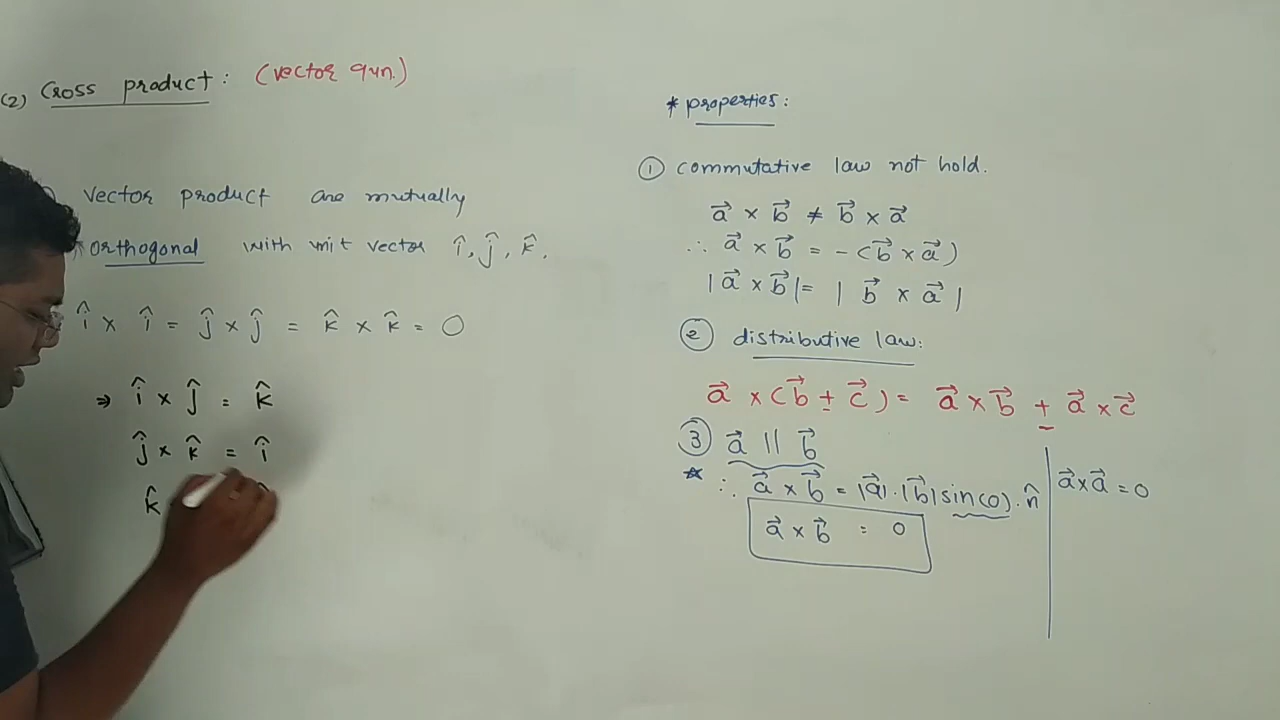 (2) Cross product: (vector qun.)
vector product are mutually
orthogonal with unit vector î, ĵ, k̂.
î × î = ĵ × ĵ = k̂ × k̂ = 0
⇒ î × ĵ = k̂
ĵ × k̂ = î
k̂
* properties:
① commutative law not hold.
a⃗ × b⃗ ≠ b⃗ × a⃗
∴ a⃗ × b⃗ = -(b⃗ × a⃗)
|a⃗ × b⃗| = |b⃗ × a⃗|
② distributive law:
a⃗ × (b⃗ ± c⃗) = a⃗ × b⃗ ± a⃗ × c⃗
③ a⃗ || b⃗
* ∴ a⃗ × b⃗ = |a⃗|.|b⃗| sin(0).n̂
a⃗ × b⃗ = 0
a⃗ × a⃗ = 0